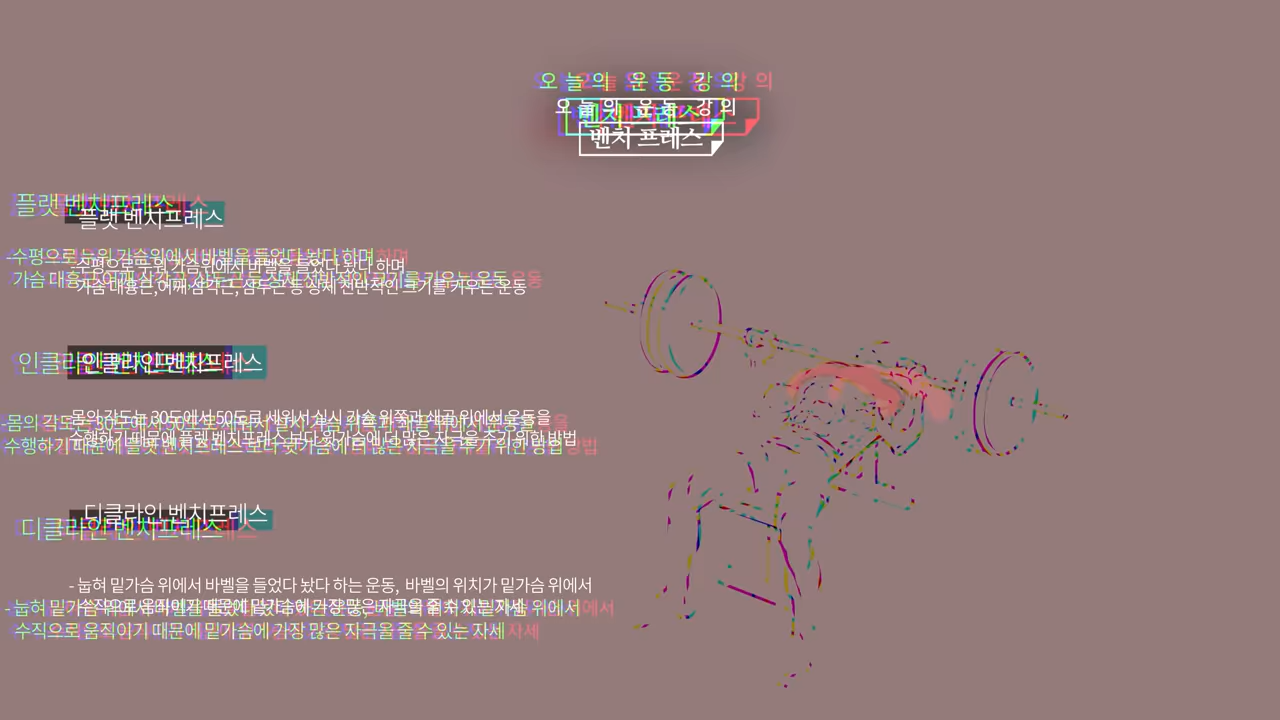 오늘의 운동 강의
벤치 프레스
플랫 벤치프레스
-수평으로 누워 가슴위에서 바벨을 들었다 놨다 하며
가슴 대흉근,어깨 삼각근, 삼두근 등 상체 전반적인 크기를 키우는 운동
인클라인 벤치프레스
-몸의 각도는 30도에서 50도로 세워서 실시 가슴 위쪽과 쇄골 위에서 운동을
수행하기 때문에 플랫 벤치프레스 보다 윗가슴에 더 많은 자극을 주기 위한 방법
디클라인 벤치프레스
- 눕혀 밑가슴 위에서 바벨을 들었다 놨다 하는 운동, 바벨의 위치가 밑가슴 위에서
수직으로 움직이기 때문에 밑가슴에 가장 많은 자극을 줄 수 있는 자세